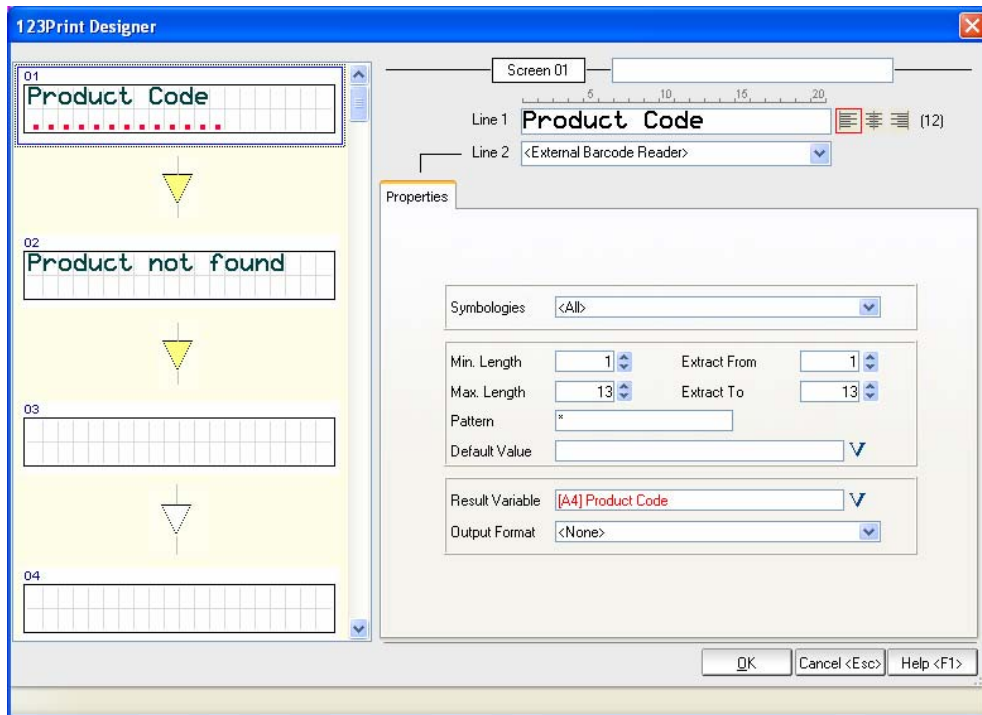 123Print Designer
01
Product Code
02
Product not found
03
04
Screen 01
5 10 15 20
Line 1 Product Code (12)
Line 2 <External Barcode Reader>
Properties
Symbologies <All>
Min. Length 1 Extract From 1
Max. Length 13 Extract To 13
Pattern *
Default Value V
Result Variable [A4] Product Code V
Output Format <None>
OK Cancel <Esc> Help <F1>